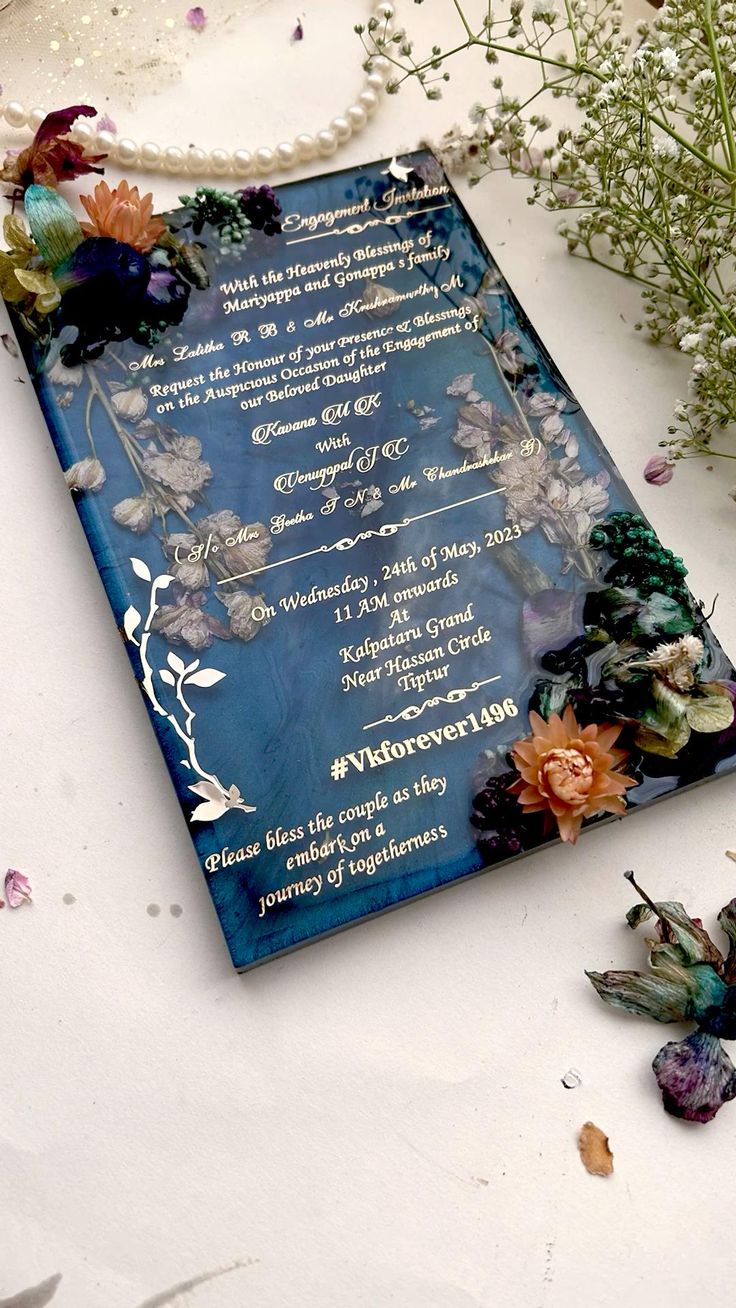 Engagement Invitation
With the Heavenly Blessings of
Mariyappa and Gonappa s family
Mrs Lalitha R B & Mr Krishnamurthy M
Request the Honour of your Presence & Blessings
on the Auspicious Occasion of the Engagement of
our Beloved Daughter
Kavana M K
With
Venugopal J C
(S/o Mrs Geetha T N & Mr Chandrashekar G)
On Wednesday , 24th of May, 2023
11 AM onwards
At
Kalpataru Grand
Near Hassan Circle
Tiptur
#Vkforever1496
Please bless the couple as they
embark on a
journey of togetherness